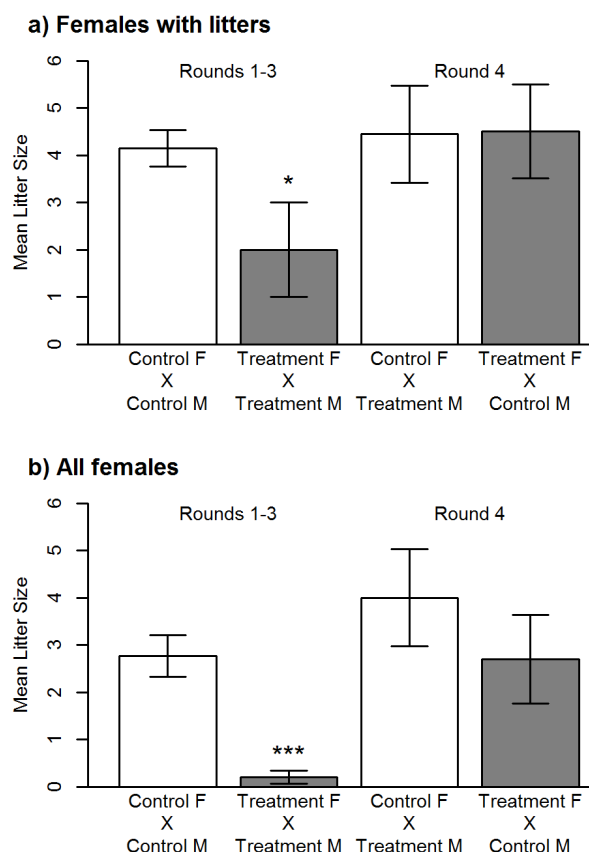 a) Females with litters
Rounds 1-3
Round 4
Mean Litter Size
6
5
4
3
2
1
0
*
Control F
X
Control M
Treatment F
X
Treatment M
Control F
X
Treatment M
Treatment F
X
Control M
b) All females
Rounds 1-3
Round 4
Mean Litter Size
6
5
4
3
2
1
0
***
Control F
X
Control M
Treatment F
X
Treatment M
Control F
X
Treatment M
Treatment F
X
Control M